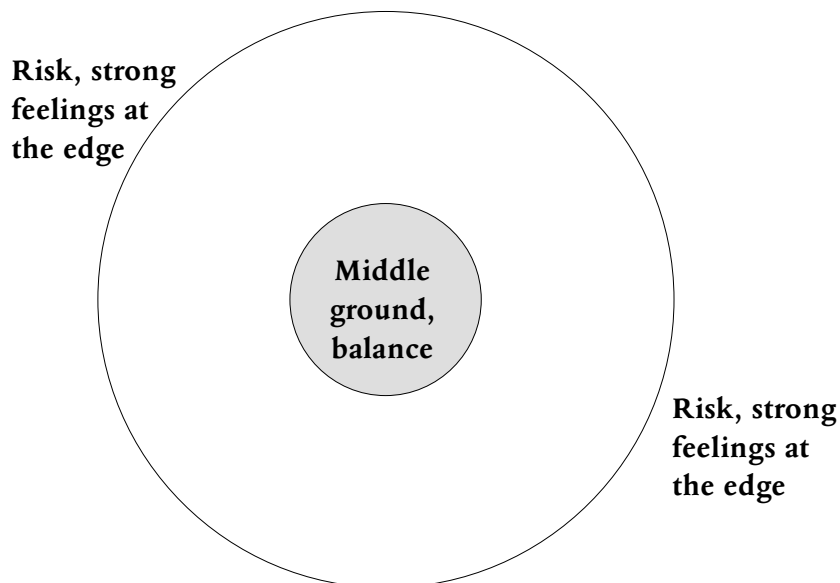 Risk, strong
feelings at
the edge
Middle
ground,
balance
Risk, strong
feelings at
the edge